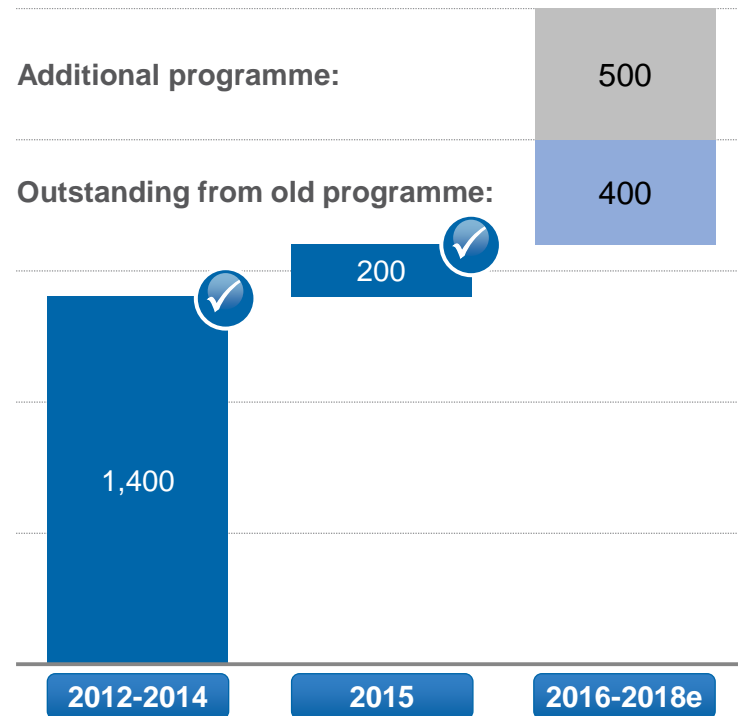 Additional programme: 500
Outstanding from old programme: 400
200
1,400
2012-2014 2015 2016-2018e